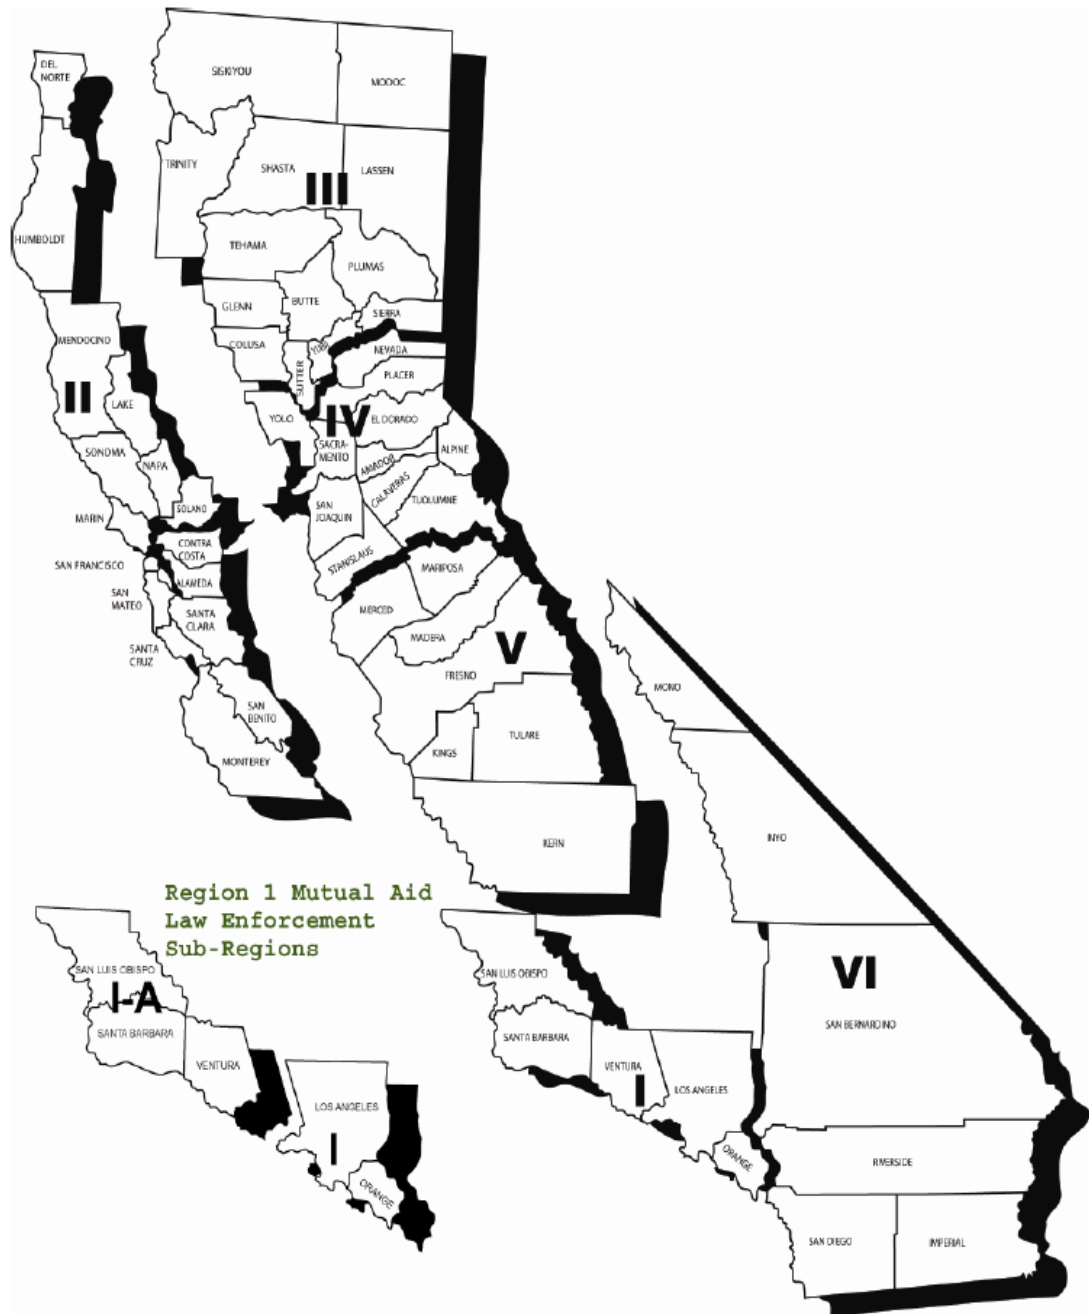 DEL
NORTE
SISKIYOU
MODOC
HUMBOLDT
TRINITY
SHASTA
LASSEN
III
TEHAMA
PLUMAS
GLENN
BUTTE
SIERRA
COLUSA
SUTTER
YUBA
NEVADA
PLACER
MENDOCINO
II
LAKE
SONOMA
NAPA
YOLO
IV
EL DORADO
SACRA-
MENTO
AMADOR
ALPINE
CALAVERAS
TUOLUMNE
MARIN
SOLANO
SAN
JOAQUIN
CONTRA
COSTA
SAN FRANCISCO
ALAMEDA
SAN
MATEO
SANTA
CLARA
SANTA
CRUZ
STANISLAUS
MARIPOSA
MERCED
MADERA
V
FRESNO
SAN
BENITO
MONTEREY
KINGS
TULARE
KERN
MONO
INYO
Region 1 Mutual Aid
Law Enforcement
Sub-Regions
SAN LUIS OBISPO
I-A
SANTA BARBARA
VENTURA
LOS ANGELES
I
ORANGE
SAN LUIS OBISPO
SANTA BARBARA
VENTURA
I
LOS ANGELES
ORANGE
VI
SAN BERNARDINO
RIVERSIDE
SAN DIEGO
IMPERIAL